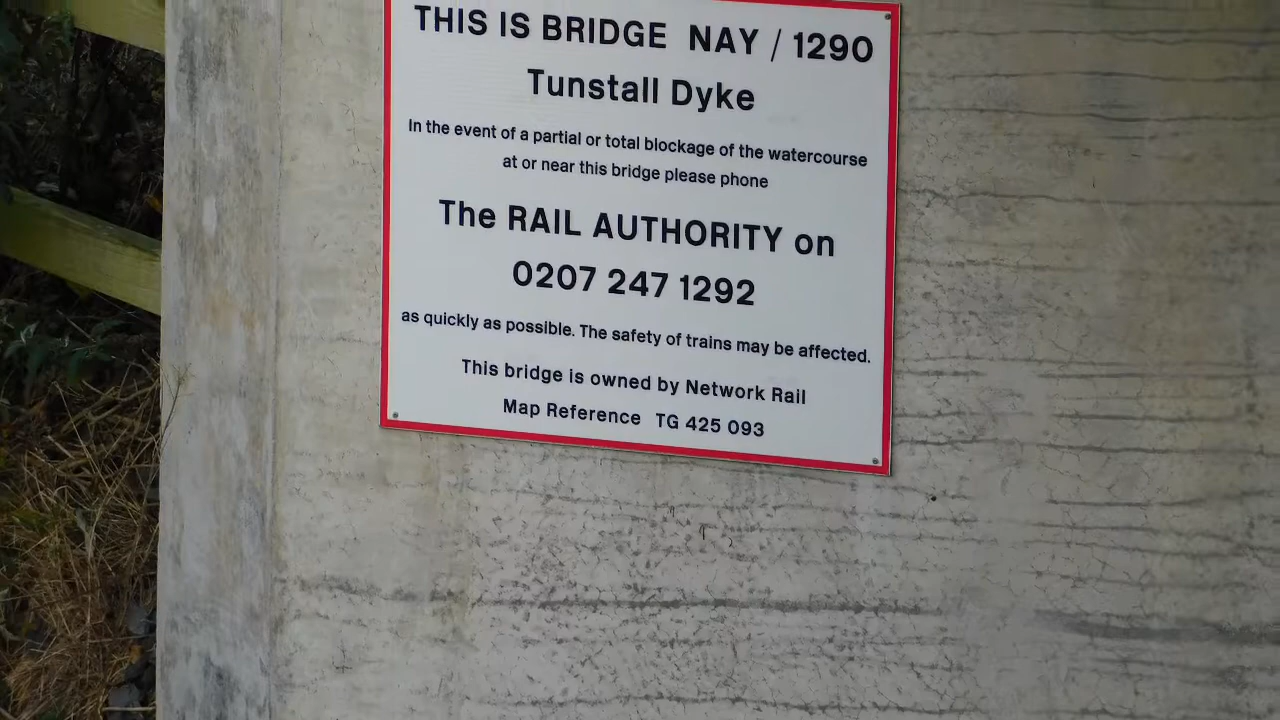 THIS IS BRIDGE NAY / 1290
Tunstall Dyke
In the event of a partial or total blockage of the watercourse
at or near this bridge please phone
The RAIL AUTHORITY on
0207 247 1292
as quickly as possible. The safety of trains may be affected.
This bridge is owned by Network Rail
Map Reference TG 425 093